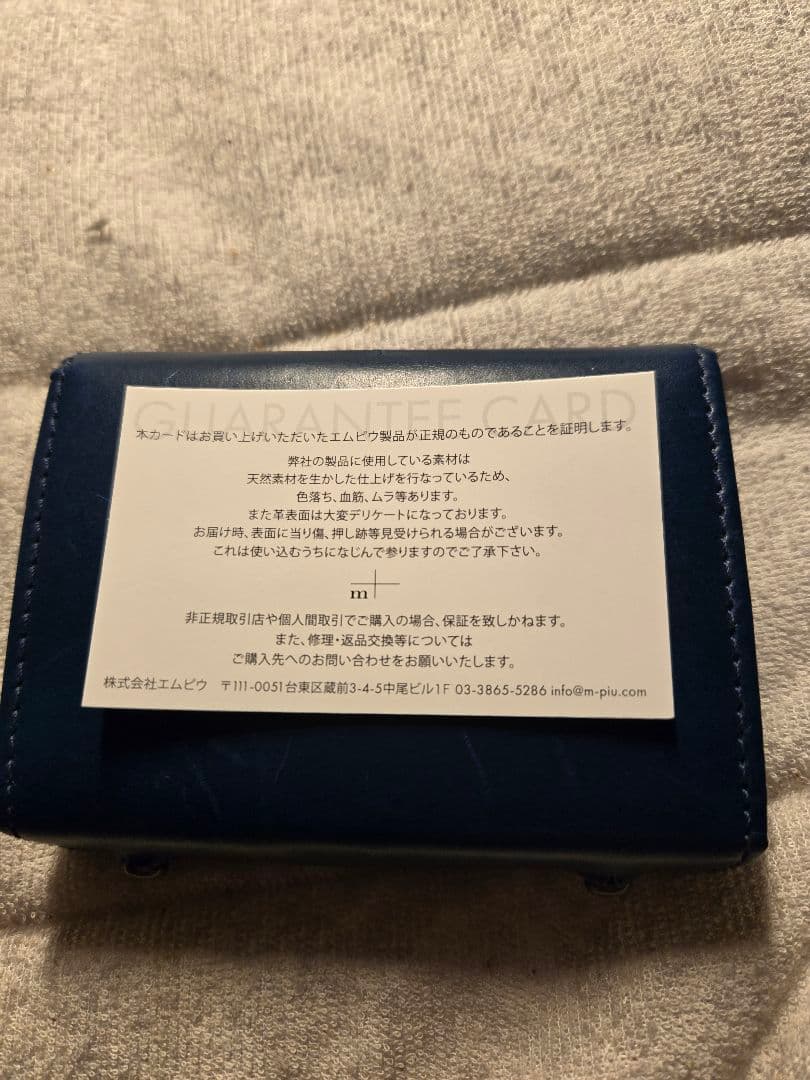 GUARANTEE CARD
本カードはお買い上げいただいたエムピウ製品が正規のものであることを証明します。
弊社の製品に使用している素材は
天然素材を生かした仕上げを行なっているため、
色落ち、血筋、ムラ等あります。
また革表面は大変デリケートになっております。
お届け時、表面に当り傷、押し跡等見受けられる場合がございます。
これは使い込むうちになじんで参りますのでご了承下さい。
m+
非正規取引店や個人間取引でご購入の場合、保証を致しかねます。
また、修理・返品交換等については
ご購入先へのお問い合わせをお願いいたします。
株式会社エムピウ 〒111-0051台東区蔵前3-4-5中尾ビル1F 03-3865-5286 info@m-piu.com